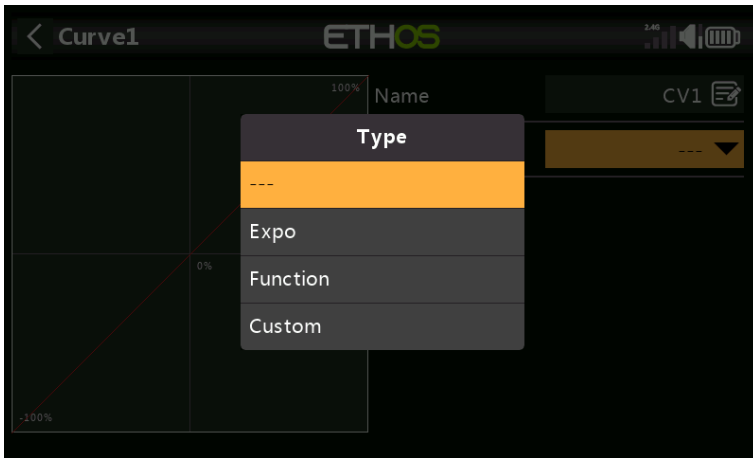 Curve1
ETHOS
2.4G
100%
Name
CV1
Type
---
---
Expo
0%
Function
Custom
-100%